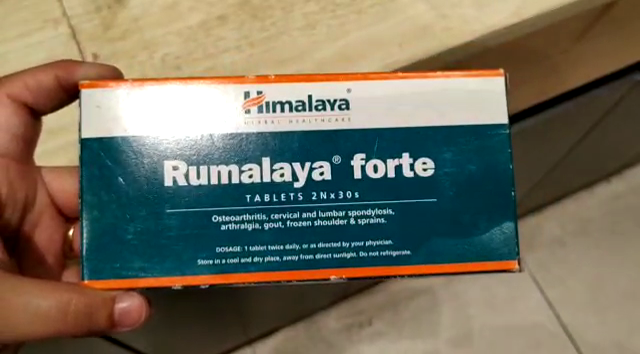 Himalaya®
HERBAL HEALTHCARE
Rumalaya® forte
TABLETS 2Nx30s
Osteoarthritis, cervical and lumbar spondylosis,
arthralgia, gout, frozen shoulder & sprains.
DOSAGE: 1 tablet twice daily, or as directed by your physician.
Store in a cool and dry place, away from direct sunlight. Do not refrigerate.